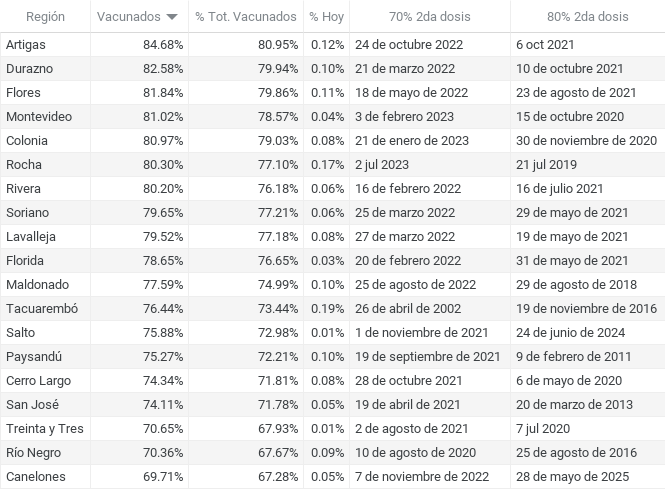 Región Vacunados % Tot. Vacunados % Hoy 70% 2da dosis 80% 2da dosis
Artigas 84.68% 80.95% 0.12% 24 de octubre 2022 6 oct 2021
Durazno 82.58% 79.94% 0.10% 21 de marzo 2022 10 de octubre 2021
Flores 81.84% 79.86% 0.11% 18 de mayo de 2022 23 de agosto de 2021
Montevideo 81.02% 78.57% 0.04% 3 de febrero 2023 15 de octubre 2020
Colonia 80.97% 79.03% 0.08% 21 de enero de 2023 30 de noviembre de 2020
Rocha 80.30% 77.10% 0.17% 2 jul 2023 21 jul 2019
Rivera 80.20% 76.18% 0.06% 16 de febrero 2022 16 de julio 2021
Soriano 79.65% 77.21% 0.06% 25 de marzo 2022 29 de mayo de 2021
Lavalleja 79.52% 77.18% 0.08% 27 de marzo 2022 19 de mayo de 2021
Florida 78.65% 76.65% 0.03% 20 de febrero 2022 31 de mayo de 2021
Maldonado 77.59% 74.99% 0.10% 25 de agosto de 2022 29 de agosto de 2018
Tacuarembó 76.44% 73.44% 0.19% 26 de abril de 2002 19 de noviembre de 2016
Salto 75.88% 72.98% 0.01% 1 de noviembre de 2021 24 de junio de 2024
Paysandú 75.27% 72.21% 0.10% 19 de septiembre de 2021 9 de febrero de 2011
Cerro Largo 74.34% 71.81% 0.08% 28 de octubre 2021 6 de mayo de 2020
San José 74.11% 71.78% 0.05% 19 de abril de 2021 20 de marzo de 2013
Treinta y Tres 70.65% 67.93% 0.01% 2 de agosto de 2021 7 jul 2020
Río Negro 70.36% 67.67% 0.09% 10 de agosto de 2020 25 de agosto de 2016
Canelones 69.71% 67.28% 0.05% 7 de noviembre de 2022 28 de mayo de 2025